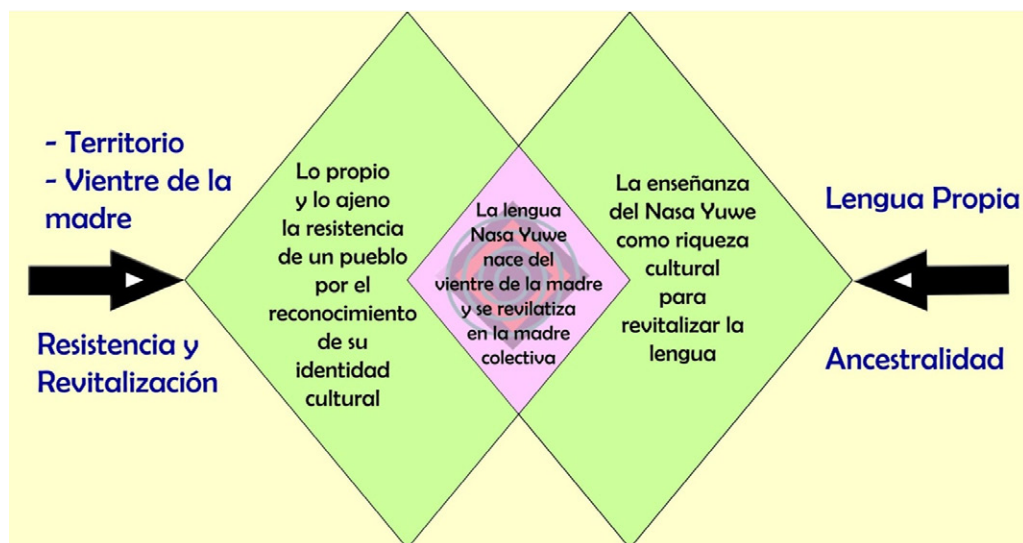 - Territorio
- Vientre de la
madre
Resistencia y
Revitalización
Lo propio
y lo ajeno
la resistencia
de un pueblo
por el
reconocimiento
de su
identidad
cultural
La lengua
Nasa Yuwe
nace del
vientre de la madre
y se revilatiza
en la madre
colectiva
La enseñanza
del Nasa Yuwe
como riqueza
cultural
para
revitalizar la
lengua
Lengua Propia
Ancestralidad